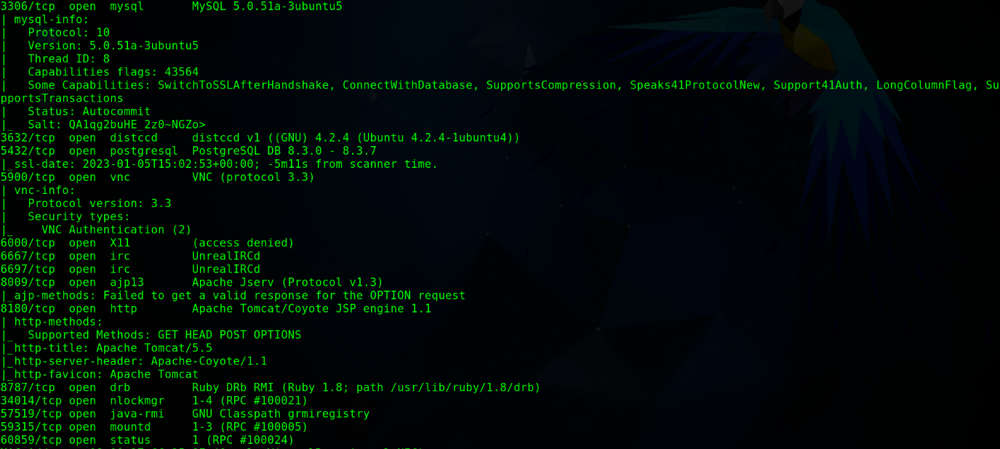 3306/tcp  open  mysql       MySQL 5.0.51a-3ubuntu5
| mysql-info:
|   Protocol: 10
|   Version: 5.0.51a-3ubuntu5
|   Thread ID: 8
|   Capabilities flags: 43564
|   Some Capabilities: SwitchToSSLAfterHandshake, ConnectWithDatabase, SupportsCompression, Speaks41ProtocolNew, Support41Auth, LongColumnFlag, Su
pportsTransactions
|   Status: Autocommit
|_  Salt: QA1qg2buHE_2z0~NGZo>
3632/tcp  open  distccd     distccd v1 ((GNU) 4.2.4 (Ubuntu 4.2.4-1ubuntu4))
5432/tcp  open  postgresql  PostgreSQL DB 8.3.0 - 8.3.7
|_ssl-date: 2023-01-05T15:02:53+00:00; -5m11s from scanner time.
5900/tcp  open  vnc         VNC (protocol 3.3)
| vnc-info:
|   Protocol version: 3.3
|   Security types:
|_    VNC Authentication (2)
6000/tcp  open  X11         (access denied)
6667/tcp  open  irc         UnrealIRCd
6697/tcp  open  irc         UnrealIRCd
8009/tcp  open  ajp13       Apache Jserv (Protocol v1.3)
|_ajp-methods: Failed to get a valid response for the OPTION request
8180/tcp  open  http        Apache Tomcat/Coyote JSP engine 1.1
| http-methods:
|_  Supported Methods: GET HEAD POST OPTIONS
|_http-title: Apache Tomcat/5.5
|_http-server-header: Apache-Coyote/1.1
|_http-favicon: Apache Tomcat
8787/tcp  open  drb         Ruby DRb RMI (Ruby 1.8; path /usr/lib/ruby/1.8/drb)
34014/tcp open  nlockmgr    1-4 (RPC #100021)
57519/tcp open  java-rmi    GNU Classpath grmiregistry
59315/tcp open  mountd      1-3 (RPC #100005)
60859/tcp open  status      1 (RPC #100024)